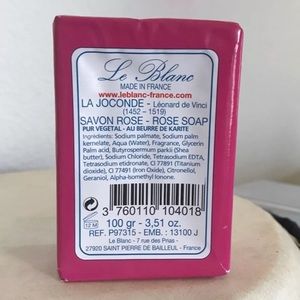 Le Blanc
MADE IN FRANCE
www.leblanc-france.com
LA JOCONDE - Léonard de Vinci
(1452 - 1519)
SAVON ROSE - ROSE SOAP
PUR VEGETAL - AU BEURRE DE KARITE
Ingredients: Sodium palmate, Sodium palm
kernelate, Aqua (Water), Fragrance, Glycerin
Palm acid, Butyrospermum parkii (Shea
butter), Sodium Chloride, Tetrasodium EDTA,
Tetrasodium etidronate, CI 77891 (Titanium
dioxide), CI 77491 (Iron Oxide), Citronellol,
Geraniol, Alpha-Isomethyl Ionone.
12 M
3 760110 104018
100 gr - 3,51 oz.
REF. P97315 - EMB. : 13100 J
Le Blanc - 7 rue des Prias -
27920 SAINT PIERRE DE BAILLEUL - France